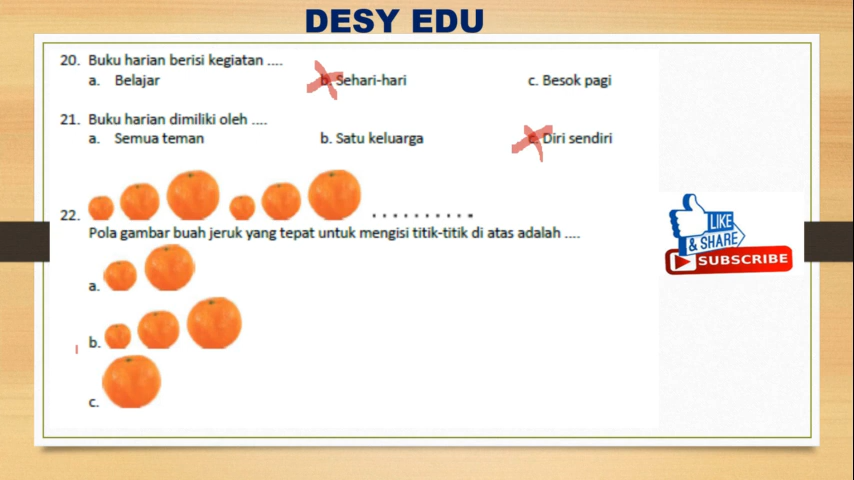 DESY EDU
20. Buku harian berisi kegiatan ....
a. Belajar b. Sehari-hari c. Besok pagi
21. Buku harian dimiliki oleh ....
a. Semua teman b. Satu keluarga c. Diri sendiri
22. ..........
Pola gambar buah jeruk yang tepat untuk mengisi titik-titik di atas adalah ....
a.
b.
c.
LIKE
& SHARE
SUBSCRIBE